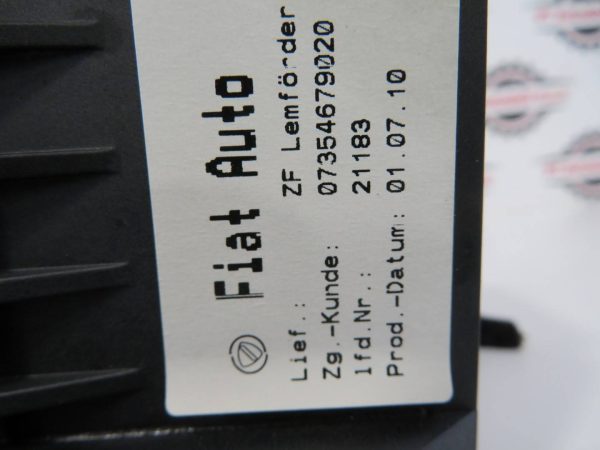 Fiat Auto
Lief.: ZF Lemförder
Zg.-Kunde: 07354679020
lfd.Nr.: 21183
Prod.-Datum: 01.07.10